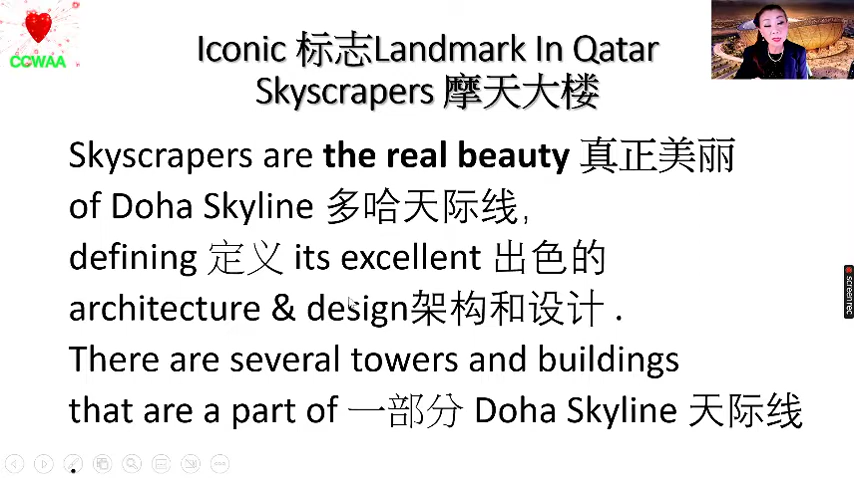 CCWAA
Iconic 标志Landmark In Qatar
Skyscrapers 摩天大楼
Skyscrapers are the real beauty 真正美丽
of Doha Skyline 多哈天际线,
defining 定义 its excellent 出色的
architecture & design架构和设计 .
There are several towers and buildings
that are a part of 一部分 Doha Skyline 天际线
screen rec